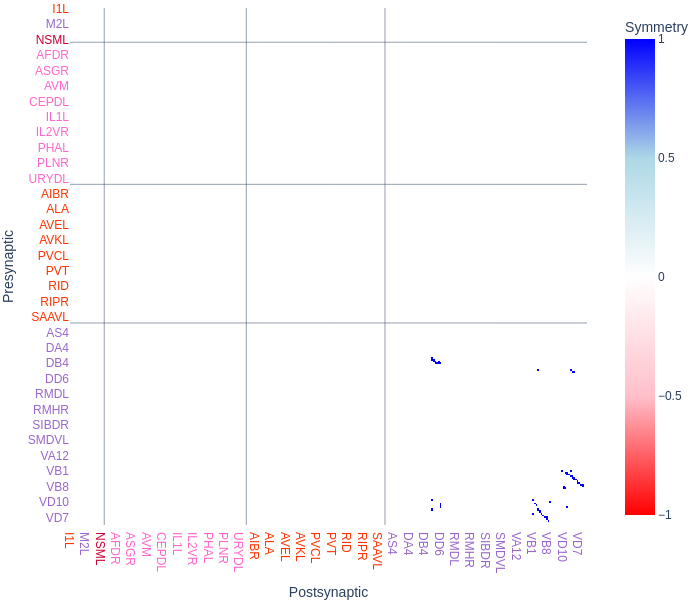 Symmetry
1
0.5
0
−0.5
−1
Presynaptic
I1L
M2L
NSML
AFDR
ASGR
AVM
CEPDL
IL1L
IL2VR
PHAL
PLNR
URYDL
AIBR
ALA
AVEL
AVKL
PVCL
PVT
RID
RIPR
SAAVL
AS4
DA4
DB4
DD6
RMDL
RMHR
SIBDR
SMDVL
VA12
VB1
VB8
VD10
VD7
I1L
M2L
NSML
AFDR
ASGR
AVM
CEPDL
IL1L
IL2VR
PHAL
PLNR
URYDL
AIBR
ALA
AVEL
AVKL
PVCL
PVT
RID
RIPR
SAAVL
AS4
DA4
DB4
DD6
RMDL
RMHR
SIBDR
SMDVL
VA12
VB1
VB8
VD10
VD7
Postsynaptic